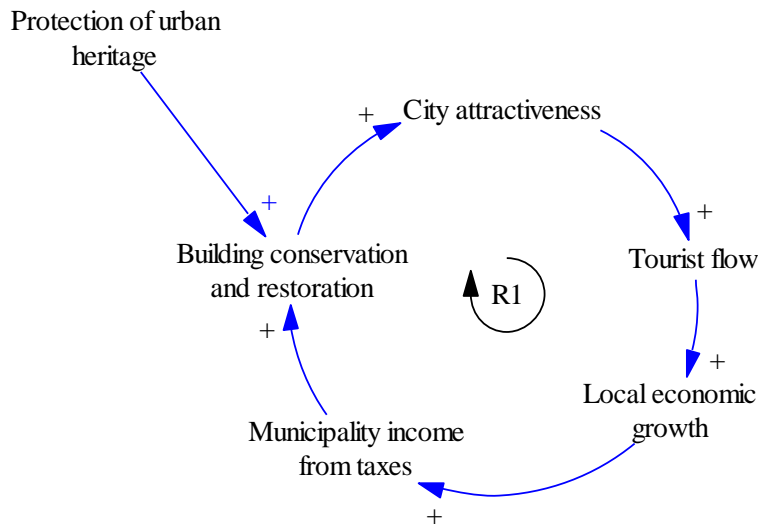 Protection of urban
heritage
+
City attractiveness
+
+
Building conservation
and restoration
Tourist flow
R1
+
+
Local economic
growth
Municipality income
from taxes
+